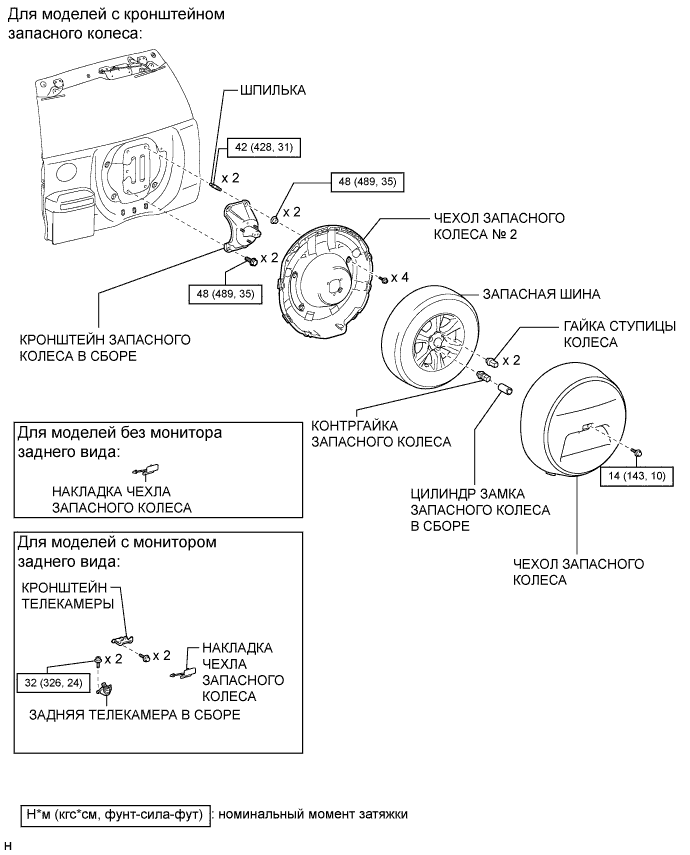 Для моделей с кронштейном
запасного колеса:
ШПИЛЬКА
42 (428, 31)
x 2
48 (489, 35)
x 2
ЧЕХОЛ ЗАПАСНОГО
КОЛЕСА № 2
x 2
48 (489, 35)
x 4
ЗАПАСНАЯ ШИНА
КРОНШТЕЙН ЗАПАСНОГО
КОЛЕСА В СБОРЕ
ГАЙКА СТУПИЦЫ
КОЛЕСА
x 2
КОНТРГАЙКА
ЗАПАСНОГО КОЛЕСА
14 (143, 10)
ЦИЛИНДР ЗАМКА
ЗАПАСНОГО КОЛЕСА
В СБОРЕ
ЧЕХОЛ ЗАПАСНОГО
КОЛЕСА
Для моделей без монитора
заднего вида:
НАКЛАДКА ЧЕХЛА
ЗАПАСНОГО КОЛЕСА
Для моделей с монитором
заднего вида:
КРОНШТЕЙН
ТЕЛЕКАМЕРЫ
x 2
x 2
32 (326, 24)
НАКЛАДКА
ЧЕХЛА
ЗАПАСНОГО
КОЛЕСА
ЗАДНЯЯ ТЕЛЕКАМЕРА В СБОРЕ
Н*м (кгс*см, фунт-сила-фут) : номинальный момент затяжки
H